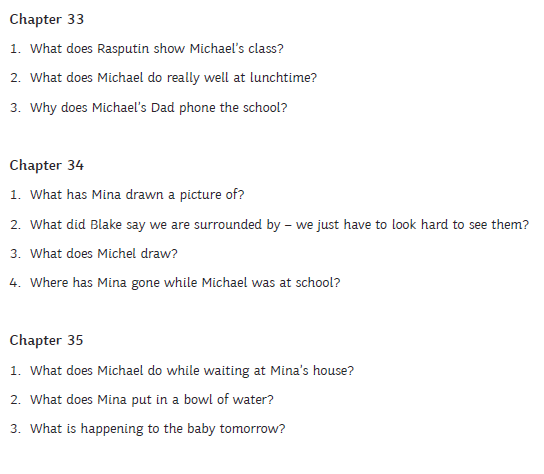 Chapter 33
1. What does Rasputin show Michael's class?
2. What does Michael do really well at lunchtime?
3. Why does Michael's Dad phone the school?
Chapter 34
1. What has Mina drawn a picture of?
2. What did Blake say we are surrounded by – we just have to look hard to see them?
3. What does Michel draw?
4. Where has Mina gone while Michael was at school?
Chapter 35
1. What does Michael do while waiting at Mina's house?
2. What does Mina put in a bowl of water?
3. What is happening to the baby tomorrow?